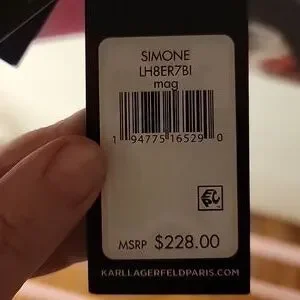 SIMONE
LH8ER7BI
mag
1 94775 16529 0
MSRP $228.00
KARLLAGERFELDPARIS.COM